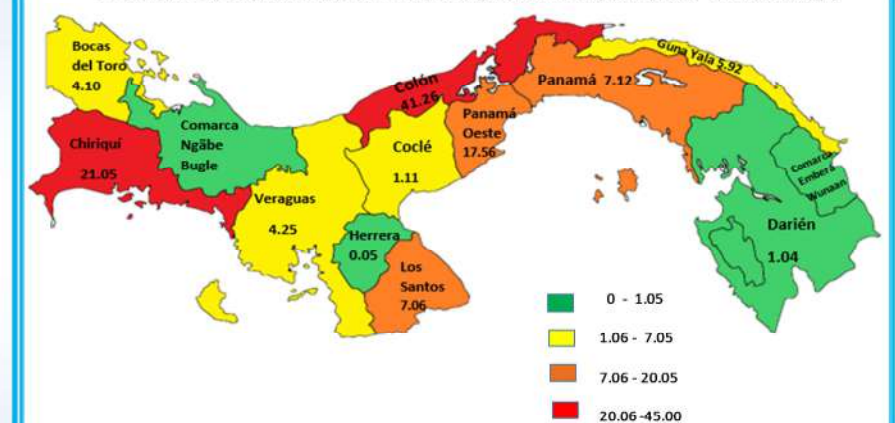 Bocas
del Toro
4.10
Comarca
Ngäbe
Bugle
Chiriquí
21.05
Veraguas
4.25
Colón
41.26
Coclé
1.11
Herrera
0.05
Los
Santos
7.06
Panamá
Oeste
17.56
Panamá 7.12
Guna Yala 5.92
Comarca
Emberá
Wunaan
Darién
1.04
0 - 1.05
1.06 - 7.05
7.06 - 20.05
20.06 -45.00